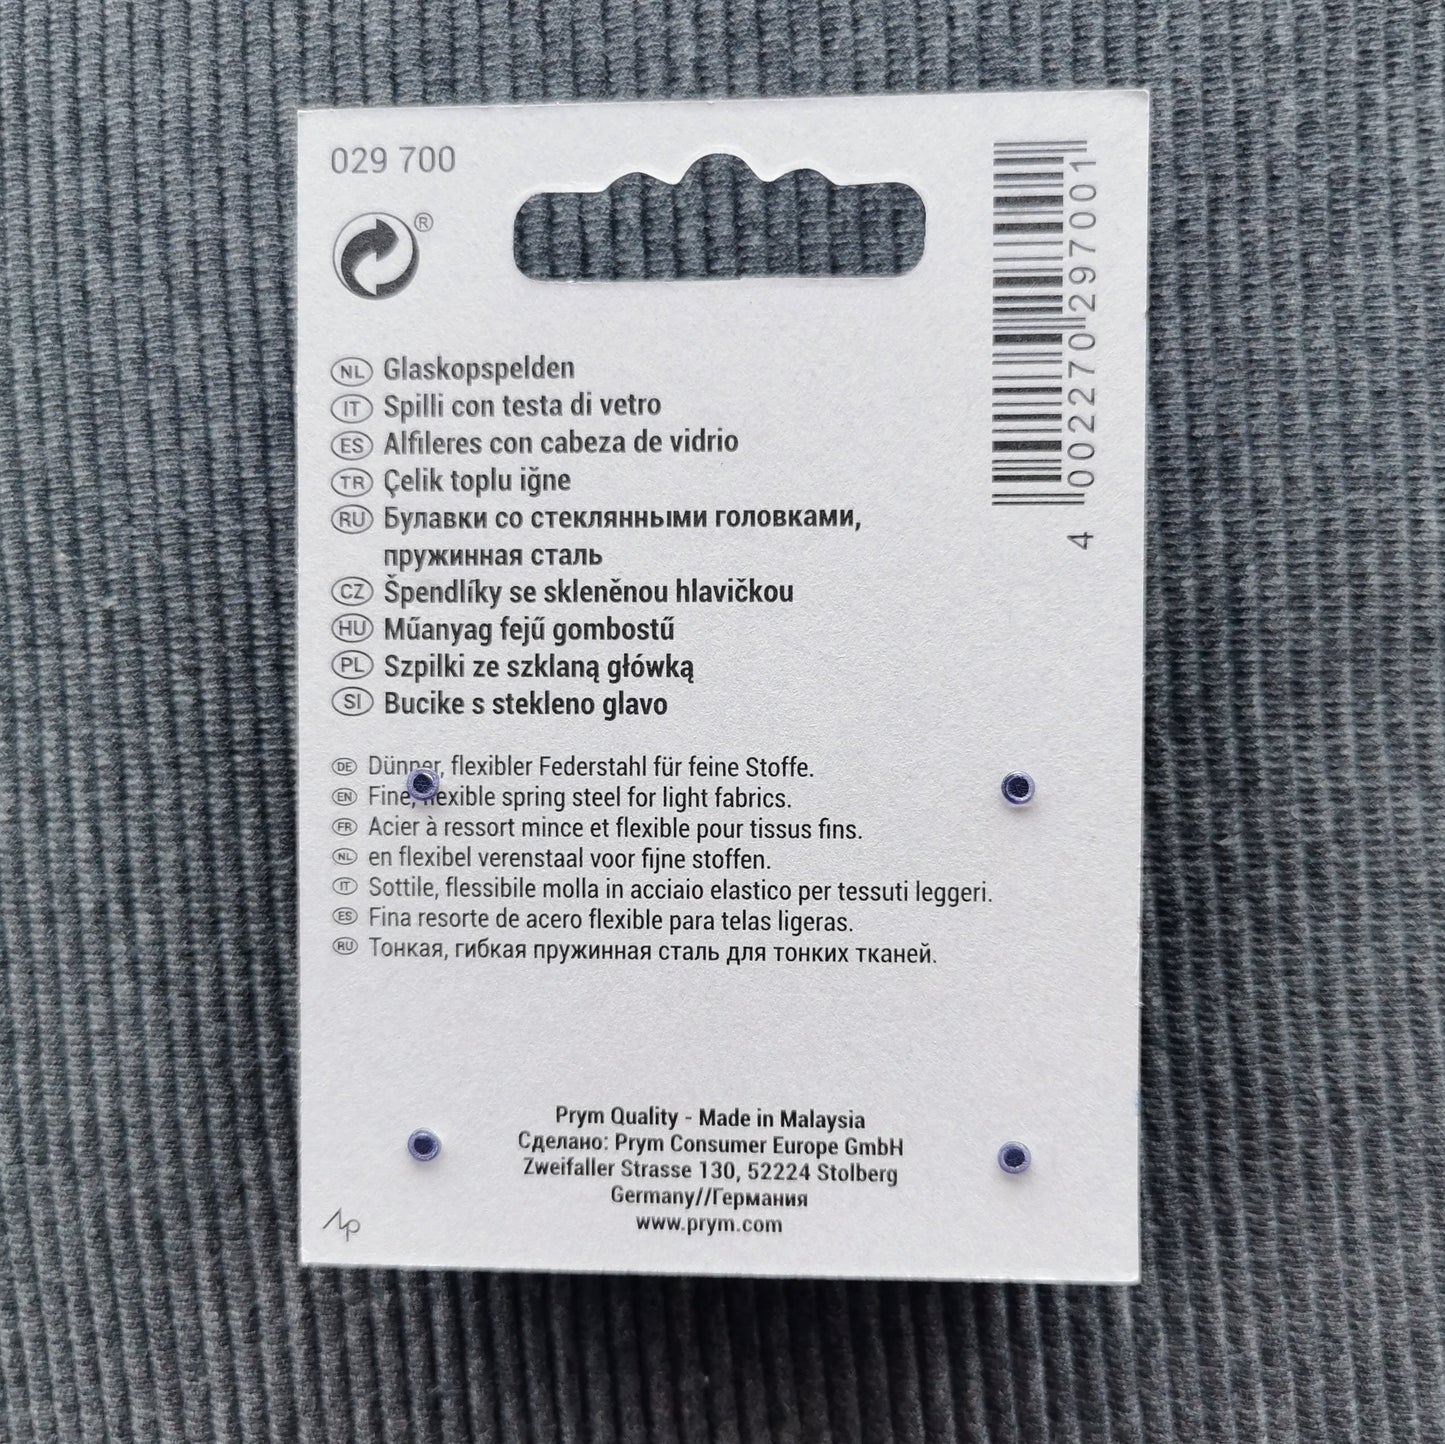 029 700
®
NL Glaskopspelden
IT Spilli con testa di vetro
ES Alfileres con cabeza de vidrio
TR Çelik toplu iğne
RU Булавки со стеклянными головками,
пружинная сталь
CZ Špendlíky se skleněnou hlavičkou
HU Műanyag fejű gombostű
PL Szpilki ze szklaną główką
SI Bucike s stekleno glavo
DE Dünner, flexibler Federstahl für feine Stoffe.
EN Fine, flexible spring steel for light fabrics.
FR Acier à ressort mince et flexible pour tissus fins.
NL en flexibel verenstaal voor fijne stoffen.
IT Sottile, flessibile molla in acciaio elastico per tessuti leggeri.
ES Fina resorte de acero flexible para telas ligeras.
RU Тонкая, гибкая пружинная сталь для тонких тканей.
Prym Quality - Made in Malaysia
Сделано: Prym Consumer Europe GmbH
Zweifaller Strasse 130, 52224 Stolberg
Germany//Германия
www.prym.com
4 002270 297001